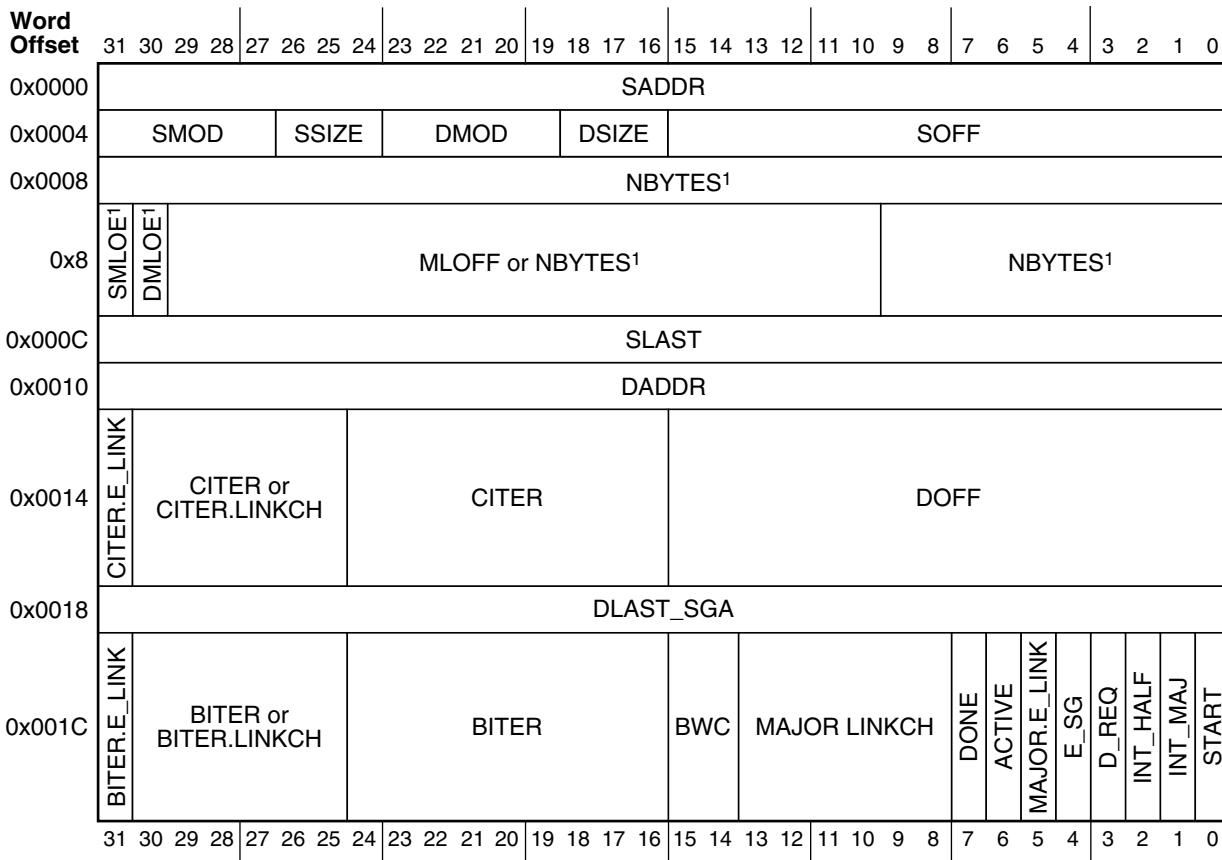 Word
Offset 31 30 29 28 27 26 25 24 23 22 21 20 19 18 17 16 15 14 13 12 11 10 9 8 7 6 5 4 3 2 1 0
0x0000 SADDR
0x0004 SMOD SSIZE DMOD DSIZE SOFF
0x0008 NBYTES¹
0x8 SMLOE¹ DMLOE¹ MLOFF or NBYTES¹ NBYTES¹
0x000C SLAST
0x0010 DADDR
0x0014 CITER.E_LINK CITER or
CITER.LINKCH CITER DOFF
0x0018 DLAST_SGA
0x001C BITER.E_LINK BITER or
BITER.LINKCH BITER BWC MAJOR LINKCH DONE ACTIVE MAJOR.E_LINK E_SG D_REQ INT_HALF INT_MAJ START
31 30 29 28 27 26 25 24 23 22 21 20 19 18 17 16 15 14 13 12 11 10 9 8 7 6 5 4 3 2 1 0